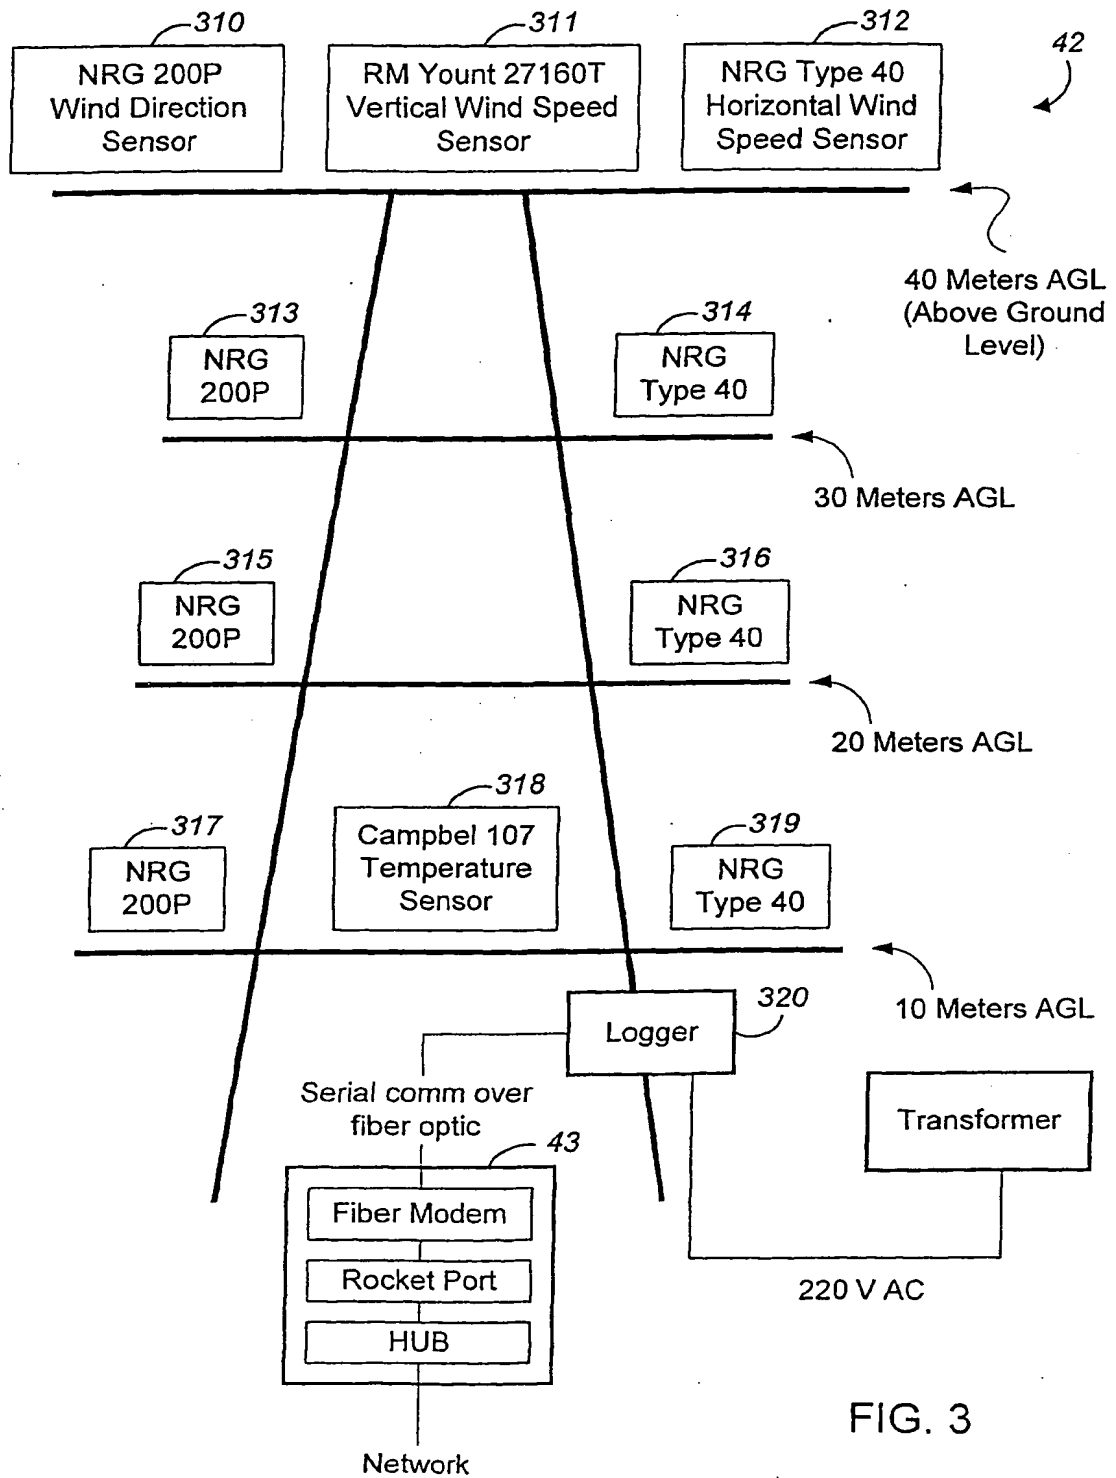 310
311
312
42
NRG 200P
Wind Direction
Sensor
RM Yount 27160T
Vertical Wind Speed
Sensor
NRG Type 40
Horizontal Wind
Speed Sensor
40 Meters AGL
(Above Ground
Level)
313
314
NRG
200P
NRG
Type 40
30 Meters AGL
315
316
NRG
200P
NRG
Type 40
20 Meters AGL
317
318
319
NRG
200P
Campbel 107
Temperature
Sensor
NRG
Type 40
10 Meters AGL
320
Logger
Serial comm over
fiber optic
Transformer
43
Fiber Modem
Rocket Port
HUB
220 V AC
Network
FIG. 3